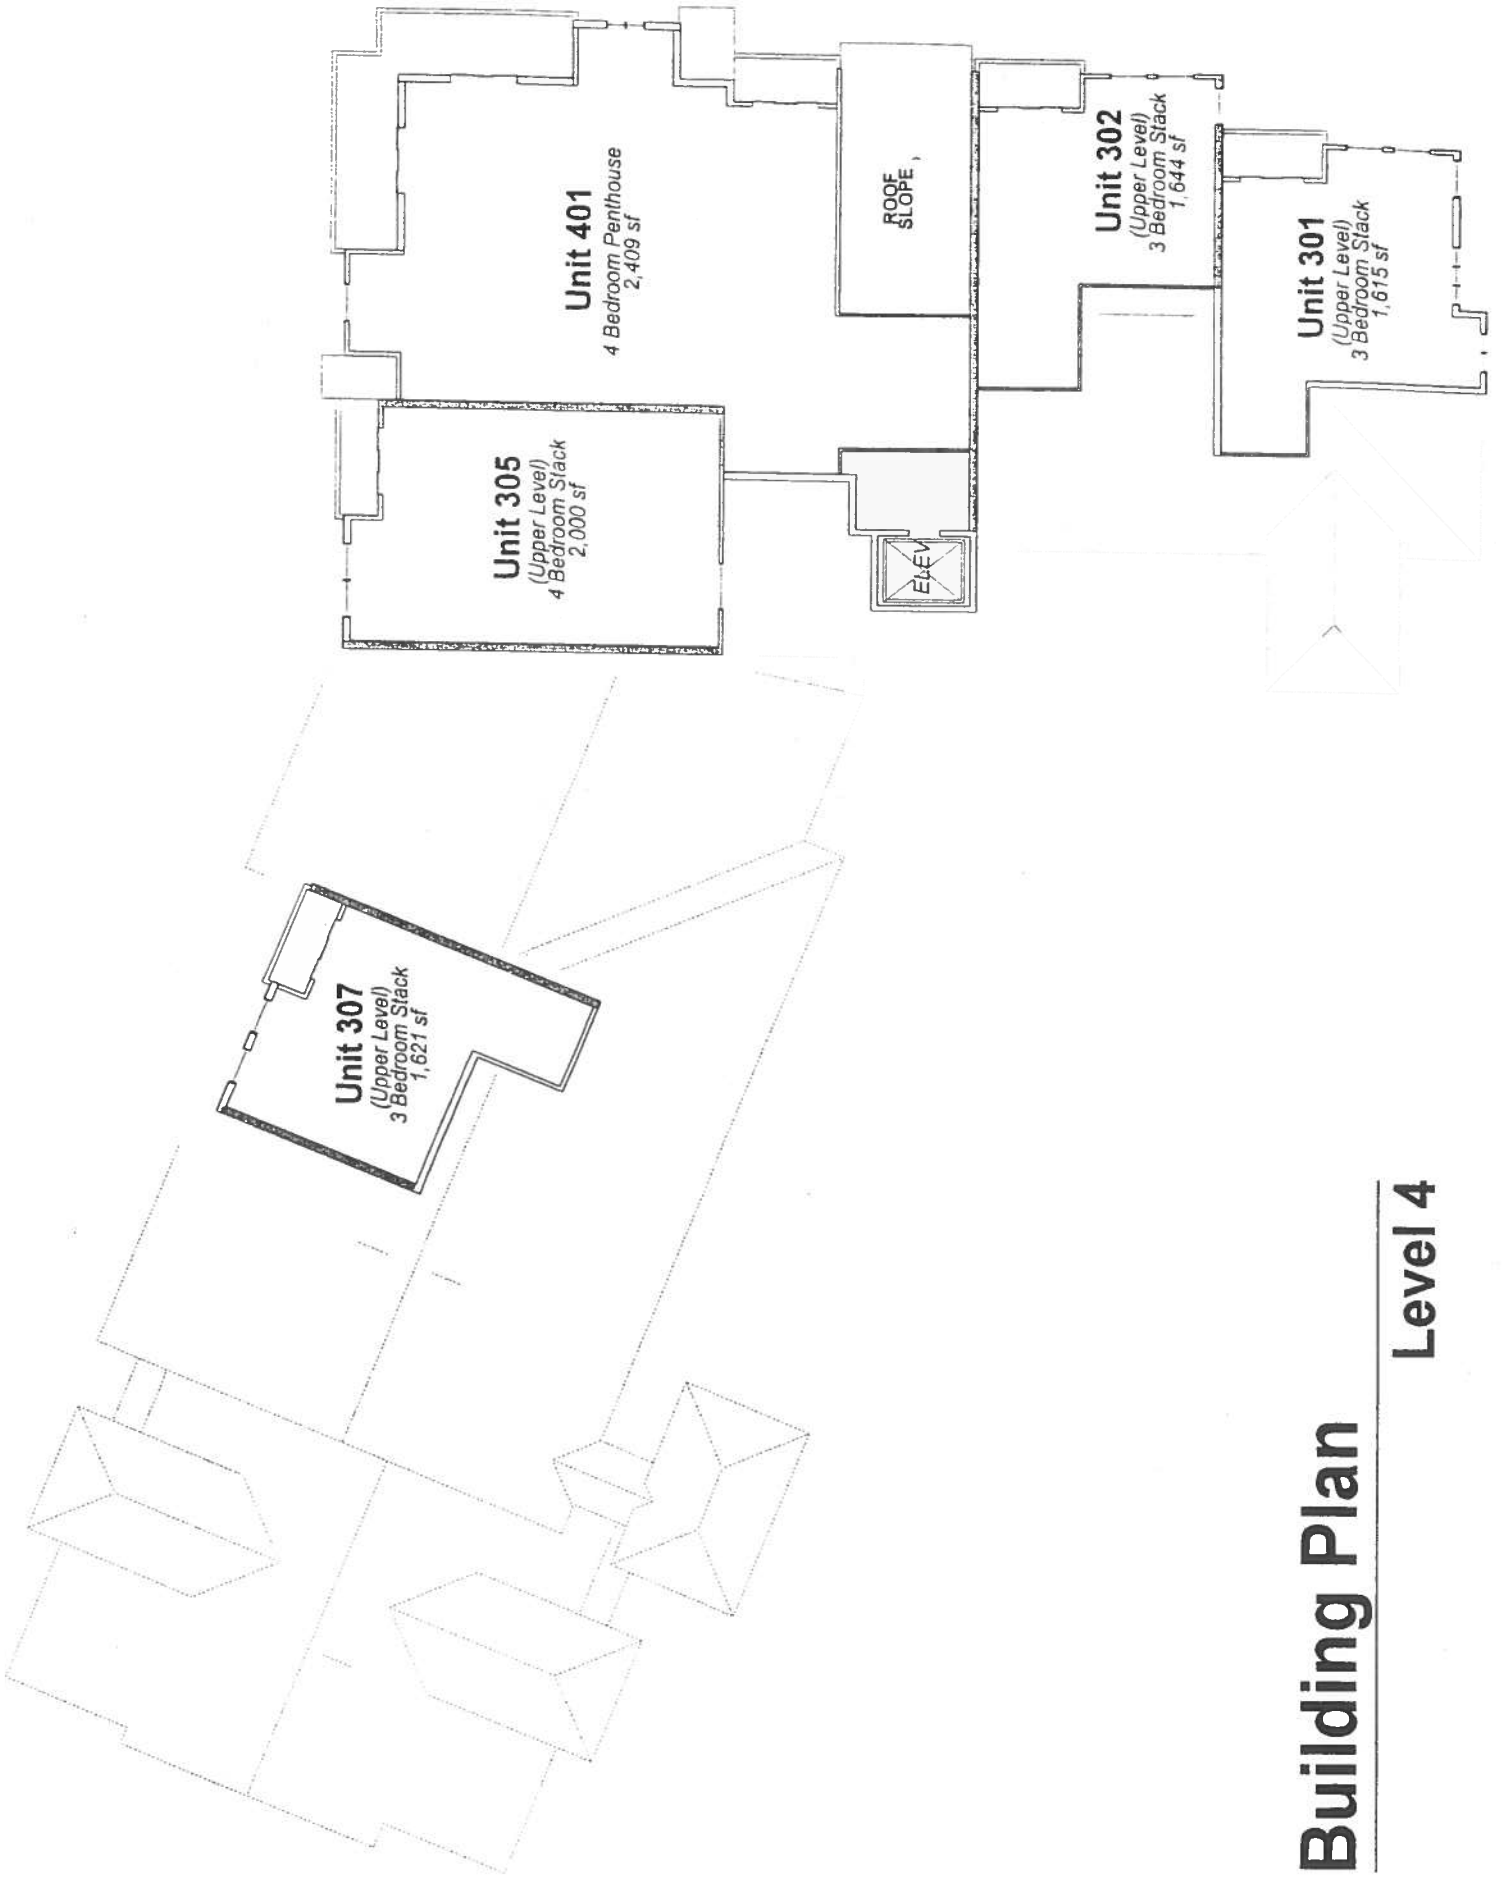 Unit 401
4 Bedroom Penthouse
2,409 sf
ROOF
SLOPE
Unit 302
(Upper Level)
3 Bedroom Stack
1,644 sf
Unit 301
(Upper Level)
3 Bedroom Stack
1,615 sf
Unit 305
(Upper Level)
4 Bedroom Stack
2,000 sf
ELEV
Unit 307
(Upper Level)
3 Bedroom Stack
1,621 sf
Building Plan
Level 4